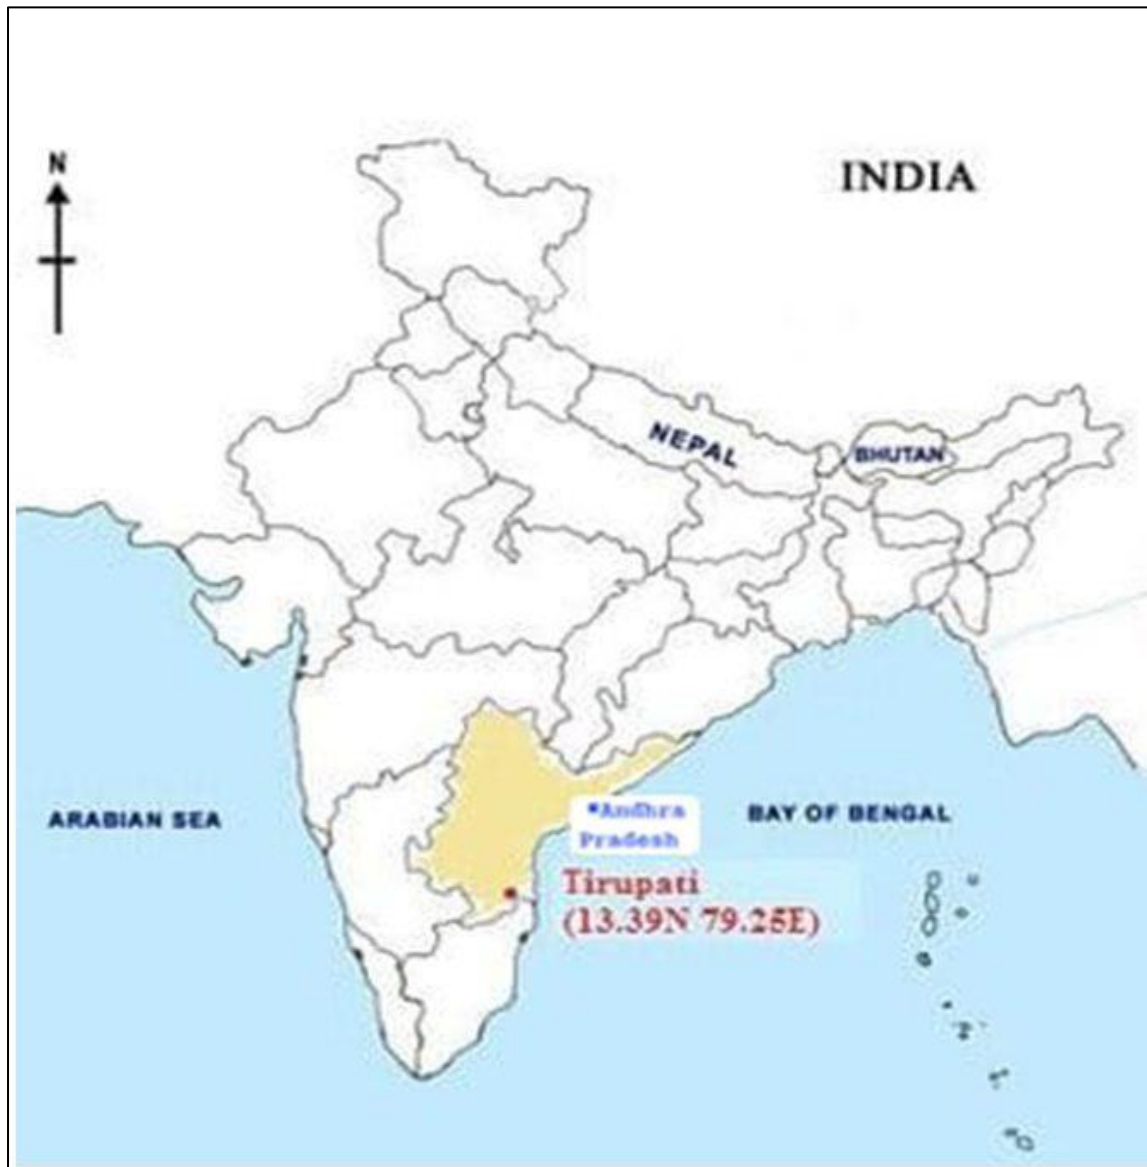 N
INDIA
NEPAL
BHUTAN
ARABIAN SEA
BAY OF BENGAL
Andhra
Pradesh
Tirupati
(13.39N 79.25E)